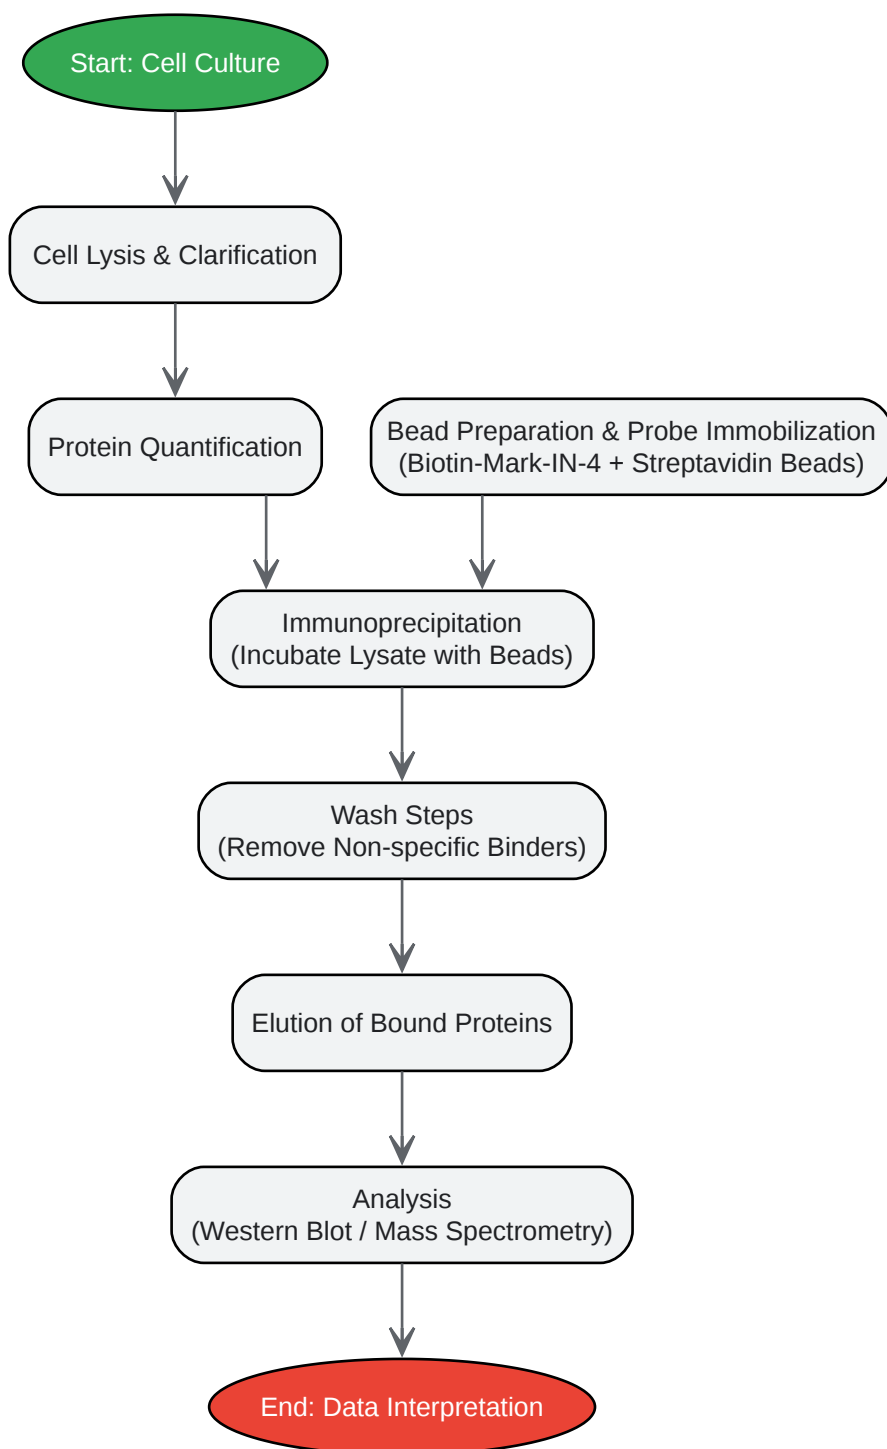 Start: Cell Culture
Cell Lysis & Clarification
Protein Quantification
Bead Preparation & Probe Immobilization
(Biotin-Mark-IN-4 + Streptavidin Beads)
Immunoprecipitation
(Incubate Lysate with Beads)
Wash Steps
(Remove Non-specific Binders)
Elution of Bound Proteins
Analysis
(Western Blot / Mass Spectrometry)
End: Data Interpretation